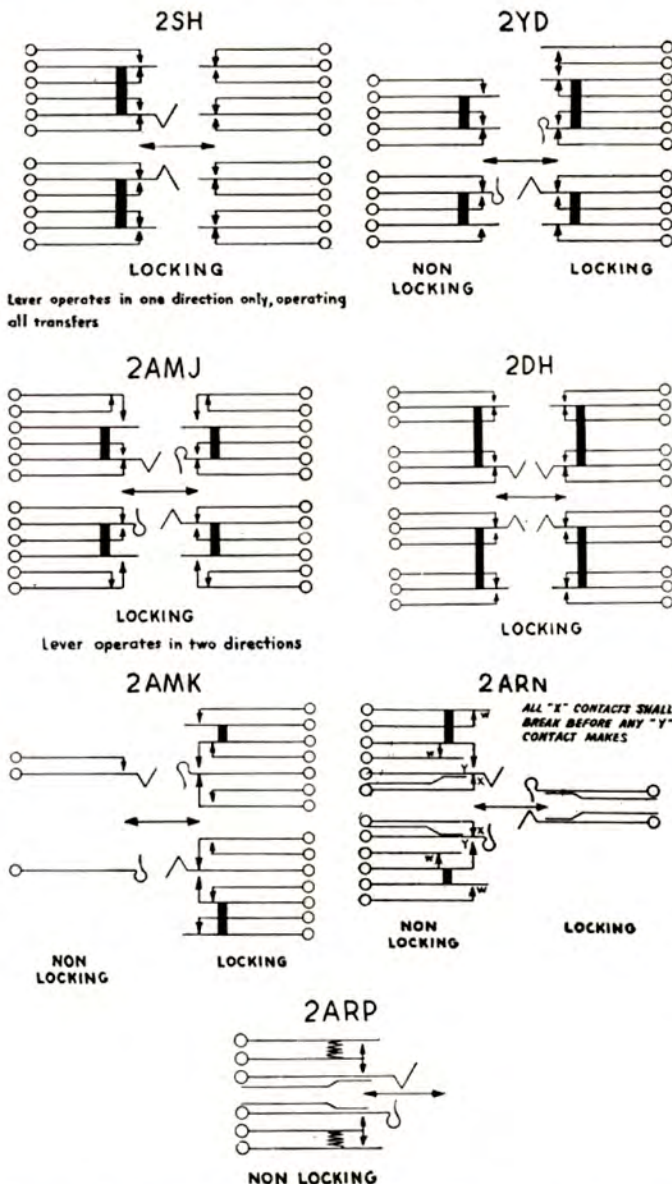 2SH
2YD
LOCKING
Lever operates in one direction only, operating
all transfers
NON
LOCKING
LOCKING
2AMJ
2DH
LOCKING
Lever operates in two directions
LOCKING
2AMK
2ARN
ALL "X" CONTACTS SHALL
BREAK BEFORE ANY "Y"
CONTACT MAKES
W
W
Y
X
X
Y
W
W
NON
LOCKING
LOCKING
NON
LOCKING
LOCKING
2ARP
NON LOCKING